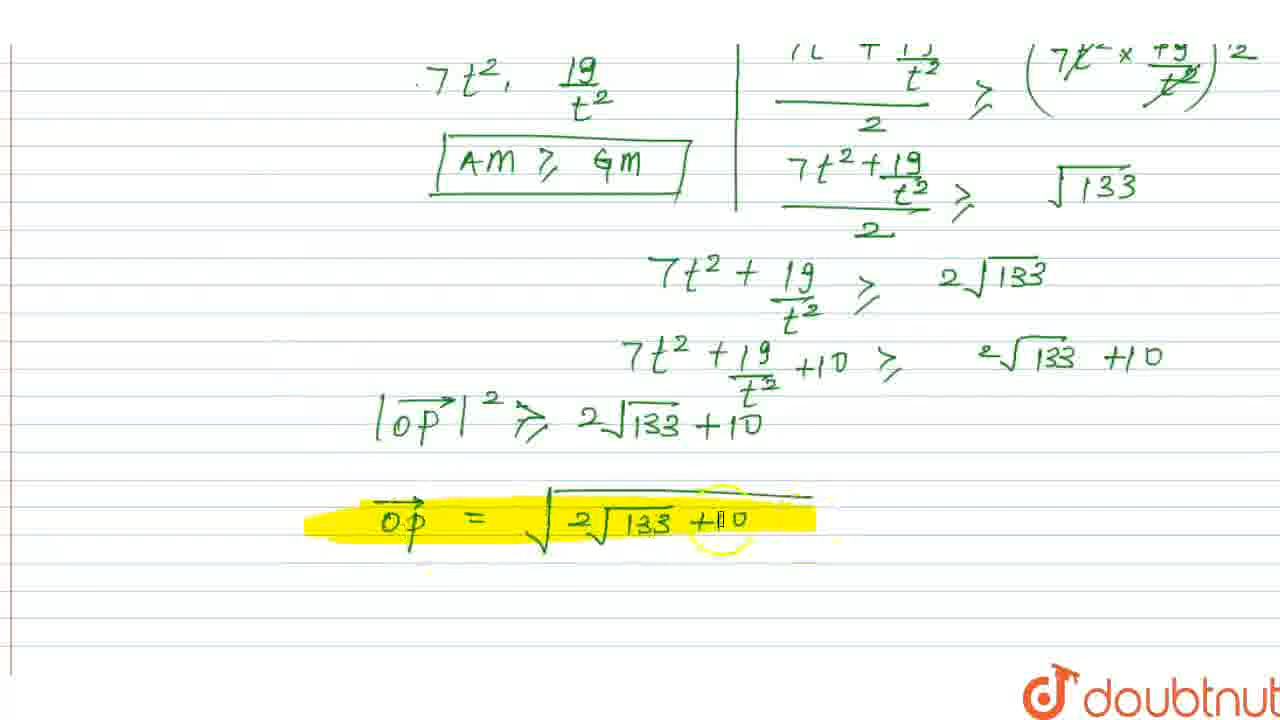 7t², 19/t²
AM ≥ GM
+ 19/t² / 2 ≥ (7t² × 19/t²)^1/2
7t² + 19/t² / 2 ≥ √133
7t² + 19/t² ≥ 2√133
7t² + 19/t² + 10 ≥ 2√133 + 10
|OP|² ≥ 2√133 + 10
OP = √(2√133 + 10)
doubtnut